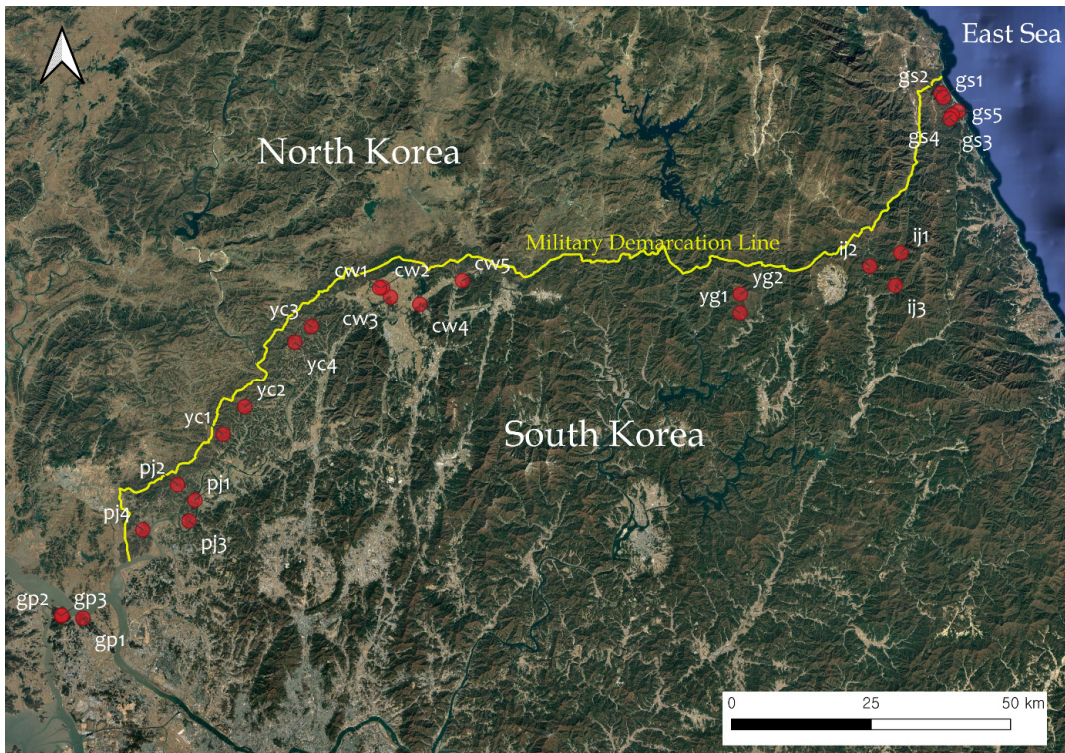 East Sea
gs2
gs1
gs5
gs4
gs3
North Korea
Military Demarcation Line
ij2
ij1
ij3
cw1
cw2
cw5
cw3
cw4
yg2
yg1
yc3
yc4
yc2
yc1
South Korea
pj2
pj1
pj4
pj3
gp2
gp3
gp1
0 25 50 km